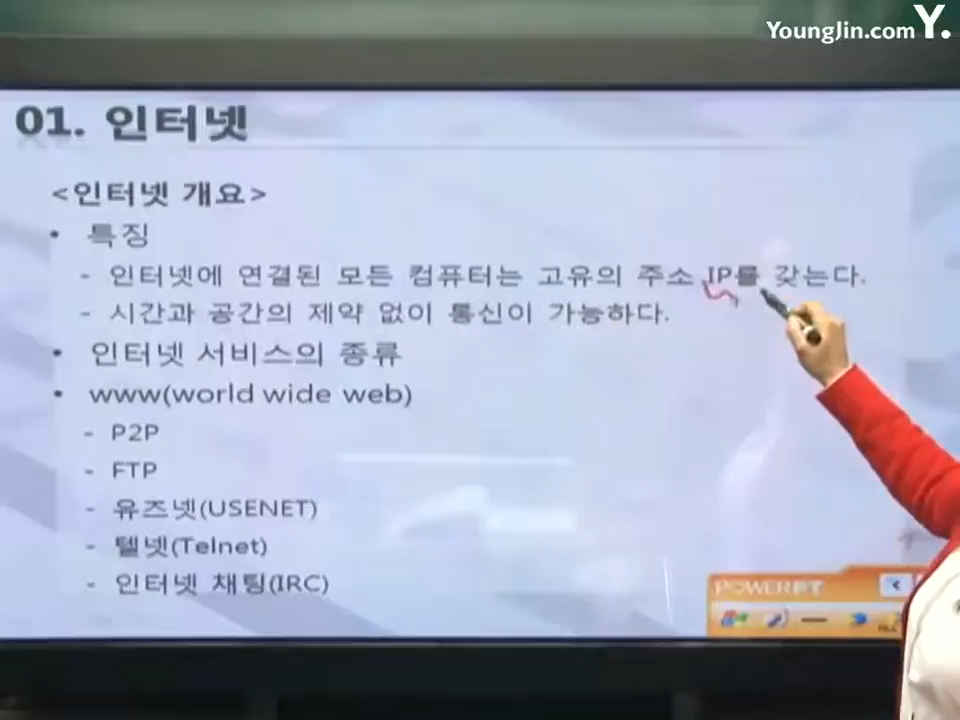 YoungJin.com Y.
01. 인터넷
<인터넷 개요>
• 특징
- 인터넷에 연결된 모든 컴퓨터는 고유의 주소 IP를 갖는다.
- 시간과 공간의 제약 없이 통신이 가능하다.
• 인터넷 서비스의 종류
• www(world wide web)
- P2P
- FTP
- 유즈넷(USENET)
- 텔넷(Telnet)
- 인터넷 채팅(IRC)